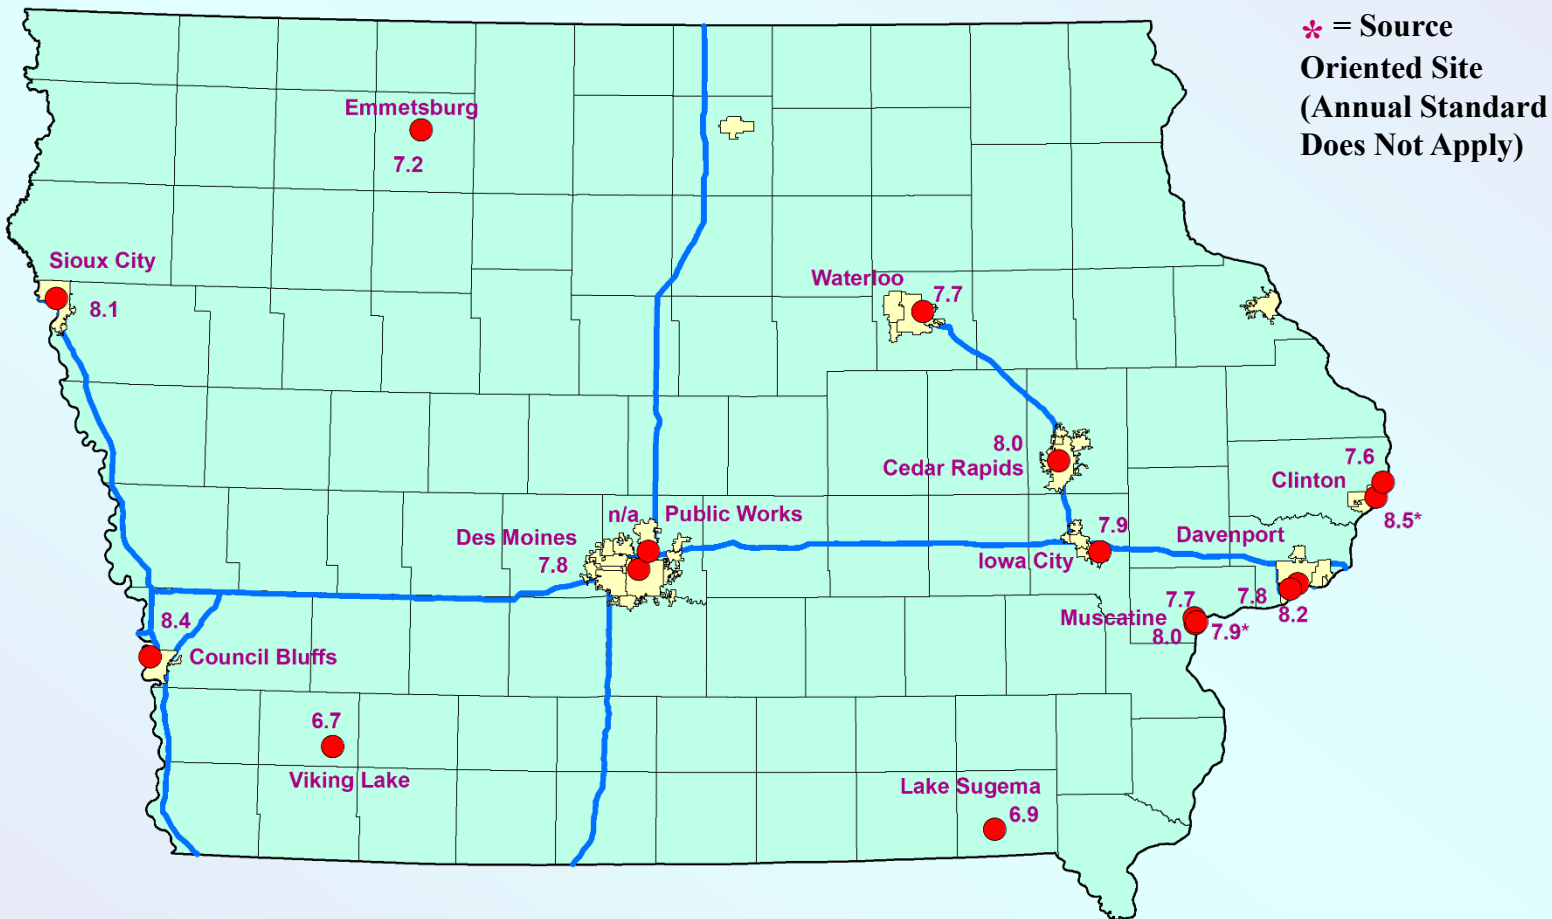 * = Source
Oriented Site
(Annual Standard
Does Not Apply)
Emmetsburg
7.2
Sioux City
8.1
Waterloo
7.7
8.0
Cedar Rapids
7.6
Clinton
8.5*
n/a
Public Works
Des Moines
7.8
7.9
Iowa City
Davenport
7.8
8.2
7.7
Muscatine
8.0
7.9*
8.4
Council Bluffs
6.7
Viking Lake
Lake Sugema
6.9